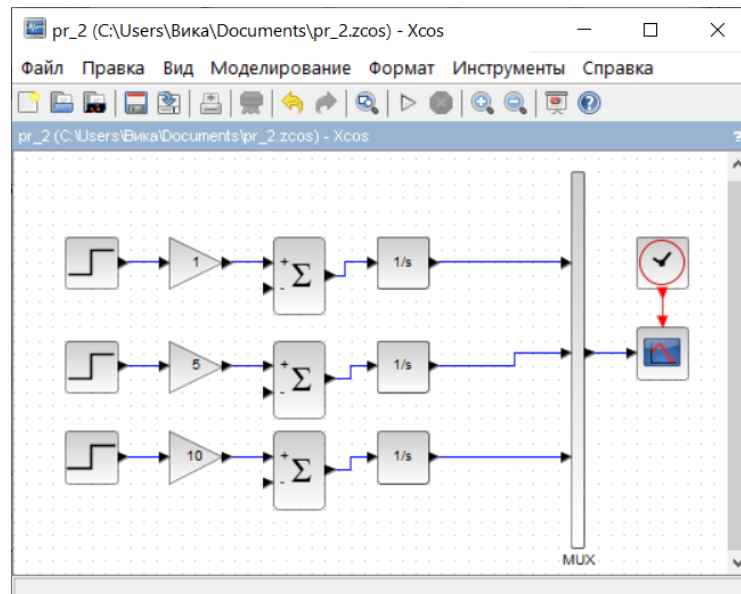 pr_2 (C:\Users\Вика\Documents\pr_2.zcos) - Xcos
Файл Правка Вид Моделирование Формат Инструменты Справка
pr_2 (C:\Users\Вика\Documents\pr_2.zcos) - Xcos ?
1 + - Σ 1/s
5 + - Σ 1/s
10 + - Σ 1/s
MUX